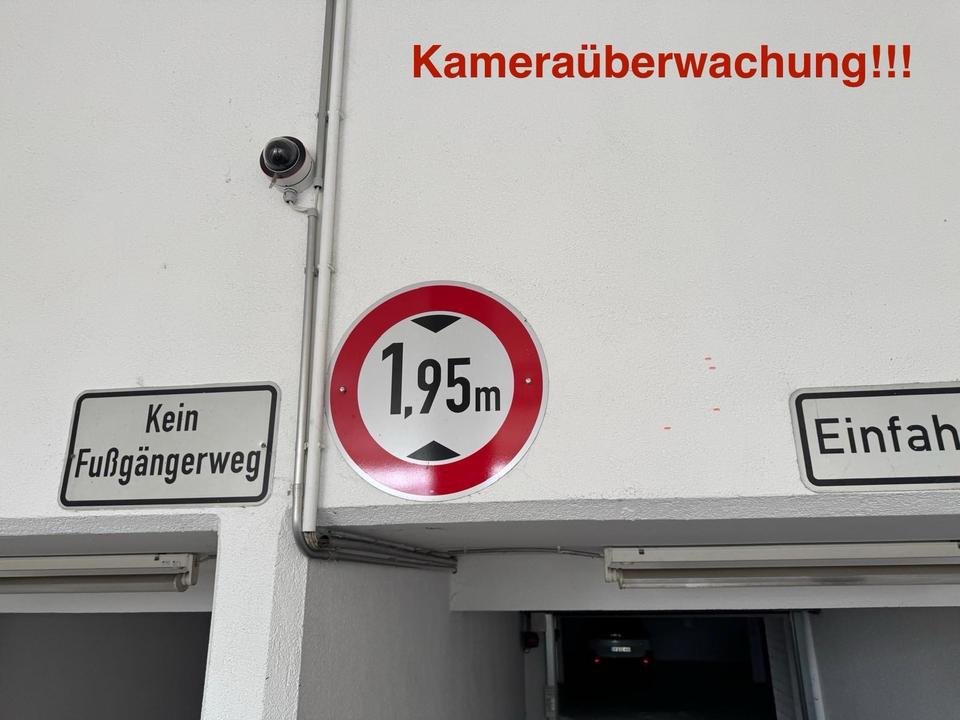 Kameraüberwachung!!!
1,95m
Kein
Fußgängerweg
Einfah